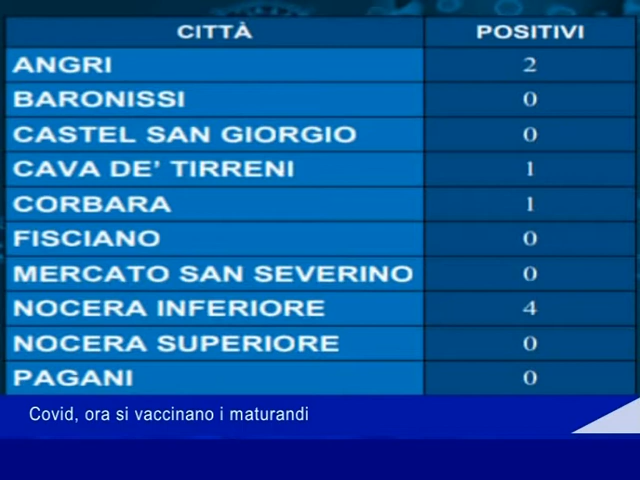 CITTÀ POSITIVI
ANGRI 2
BARONISSI 0
CASTEL SAN GIORGIO 0
CAVA DE’ TIRRENI 1
CORBARA 1
FISCIANO 0
MERCATO SAN SEVERINO 0
NOCERA INFERIORE 4
NOCERA SUPERIORE 0
PAGANI 0
Covid, ora si vaccinano i maturandi